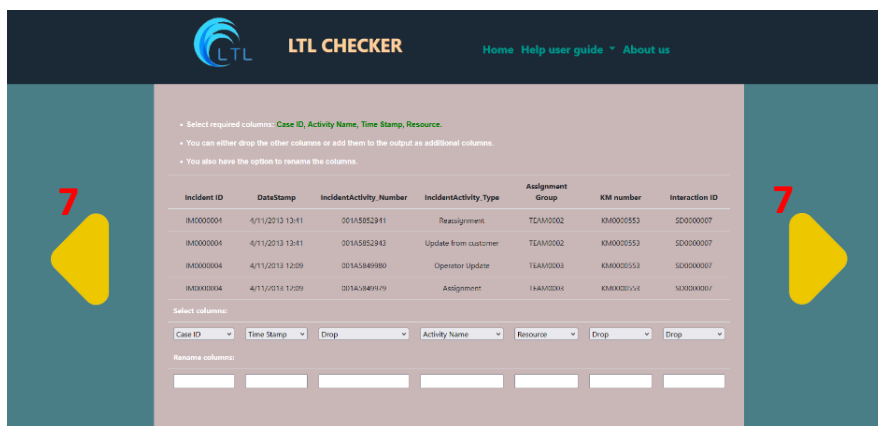 LTL
LTL CHECKER
Home Help user guide About us
• Select required columns: Case ID, Activity Name, Time Stamp, Resource.
• You can either drop the other columns or add them to the output as additional columns.
• You also have the option to rename the columns.
7
7
Incident ID DateStamp IncidentActivity_Number IncidentActivity_Type Assignment Group KM number Interaction ID
IM0000004 4/11/2013 13:41 001A5852941 Reassignment TEAM0002 KM0000553 SD0000007
IM0000004 4/11/2013 13:41 001A5852943 Update from customer TEAM0002 KM0000553 SD0000007
IM0000004 4/11/2013 12:09 001A5849980 Operator Update TEAM0003 KM0000553 SD0000007
IM0000004 4/11/2013 12:09 001A5849979 Assignment TEAM0003 KM0000553 SD0000007
Select columns:
Case ID Time Stamp Drop Activity Name Resource Drop Drop
Rename columns: